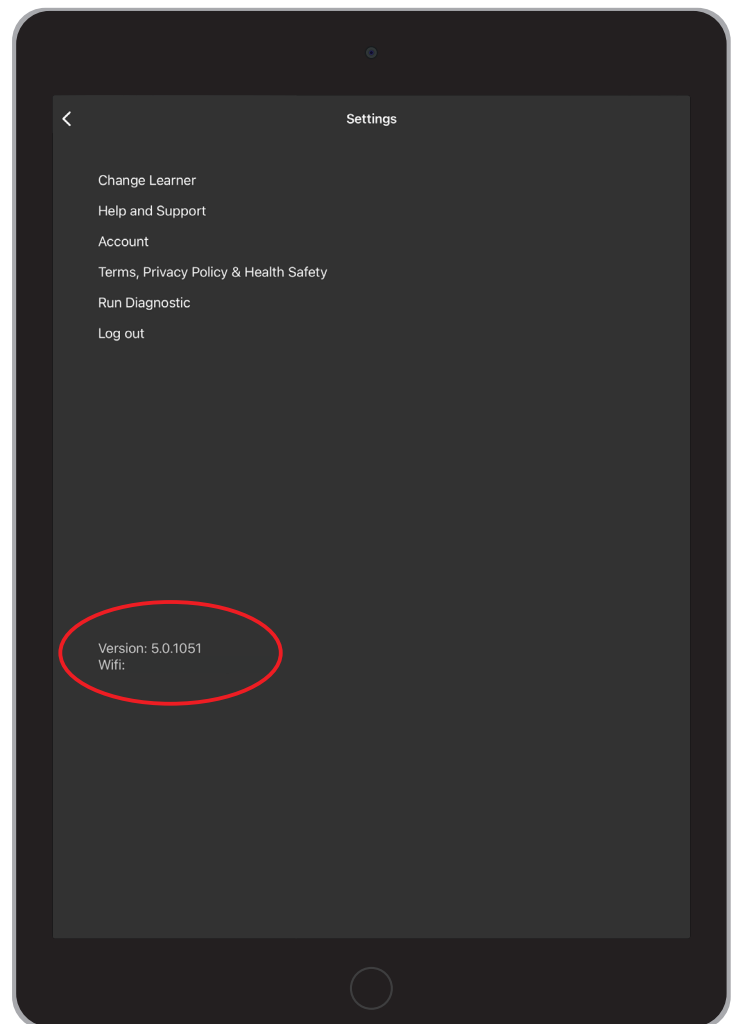 Settings
Change Learner
Help and Support
Account
Terms, Privacy Policy & Health Safety
Run Diagnostic
Log out
Version: 5.0.1051
Wifi: